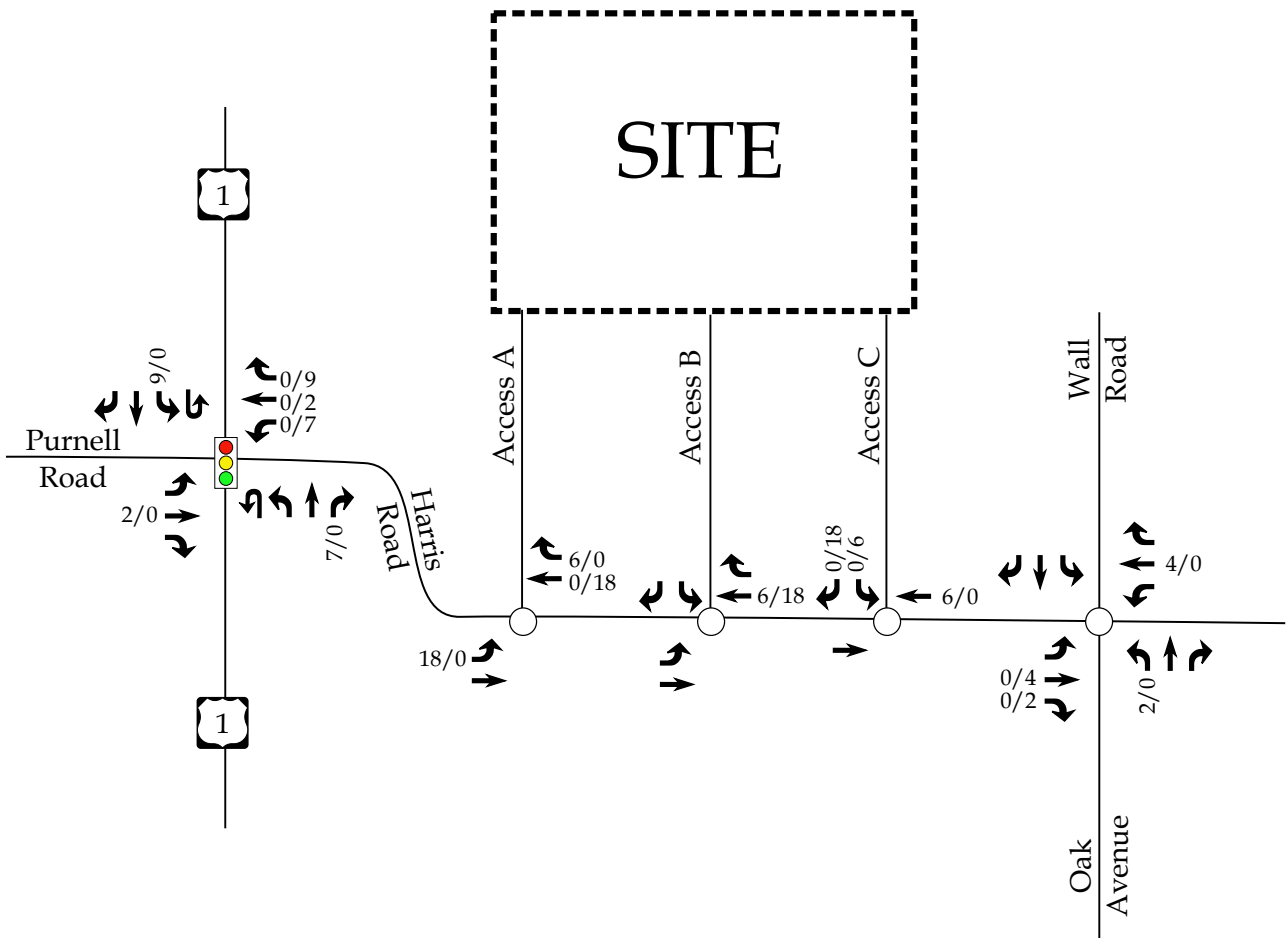 SITE
1
9/0
0/9
0/2
0/7
Purnell
Road
2/0
7/0
Harris
Road
Access A
Access B
Access C
Wall
Road
6/0
0/18
18/0
6/18
0/18
0/6
6/0
4/0
0/4
0/2
2/0
1
Oak
Avenue